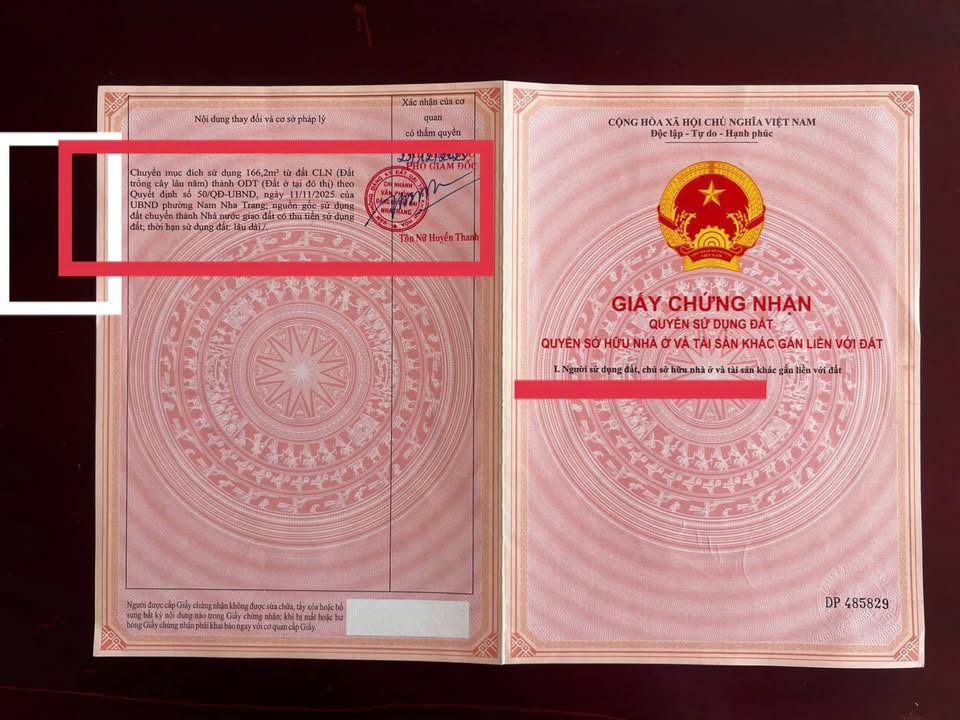 Nội dung thay đổi và cơ sở pháp lý
Xác nhận của cơ
quan
có thẩm quyền
Chuyển mục đích sử dụng 166,2m² từ đất CLN (Đất
trồng cây lâu năm) thành ODT (Đất ở tại đô thị) theo
Quyết định số 50/QĐ-UBND, ngày 11/11/2025 của
UBND phường Nam Nha Trang; nguồn gốc sử dụng
đất chuyển thành Nhà nước giao đất có thu tiền sử dụng
đất; thời hạn sử dụng đất: lâu dài./.
PHÓ GIÁM ĐỐC
CHI NHÁNH
NHA TRANG
Tôn Nữ Huyền Thanh
Người được cấp Giấy chứng nhận không được sửa chữa, tẩy xóa hoặc bổ
sung bất kỳ nội dung nào trong Giấy chứng nhận; khi bị mất hoặc hư
hỏng Giấy chứng nhận phải khai báo ngay với cơ quan cấp Giấy.
CỘNG HÒA XÃ HỘI CHỦ NGHĨA VIỆT NAM
Độc lập - Tự do - Hạnh phúc
VIỆT NAM
GIẤY CHỨNG NHẬN
QUYỀN SỬ DỤNG ĐẤT
QUYỀN SỞ HỮU NHÀ Ở VÀ TÀI SẢN KHÁC GẮN LIỀN VỚI ĐẤT
I. Người sử dụng đất, chủ sở hữu nhà ở và tài sản khác gắn liền với đất
DP 485829